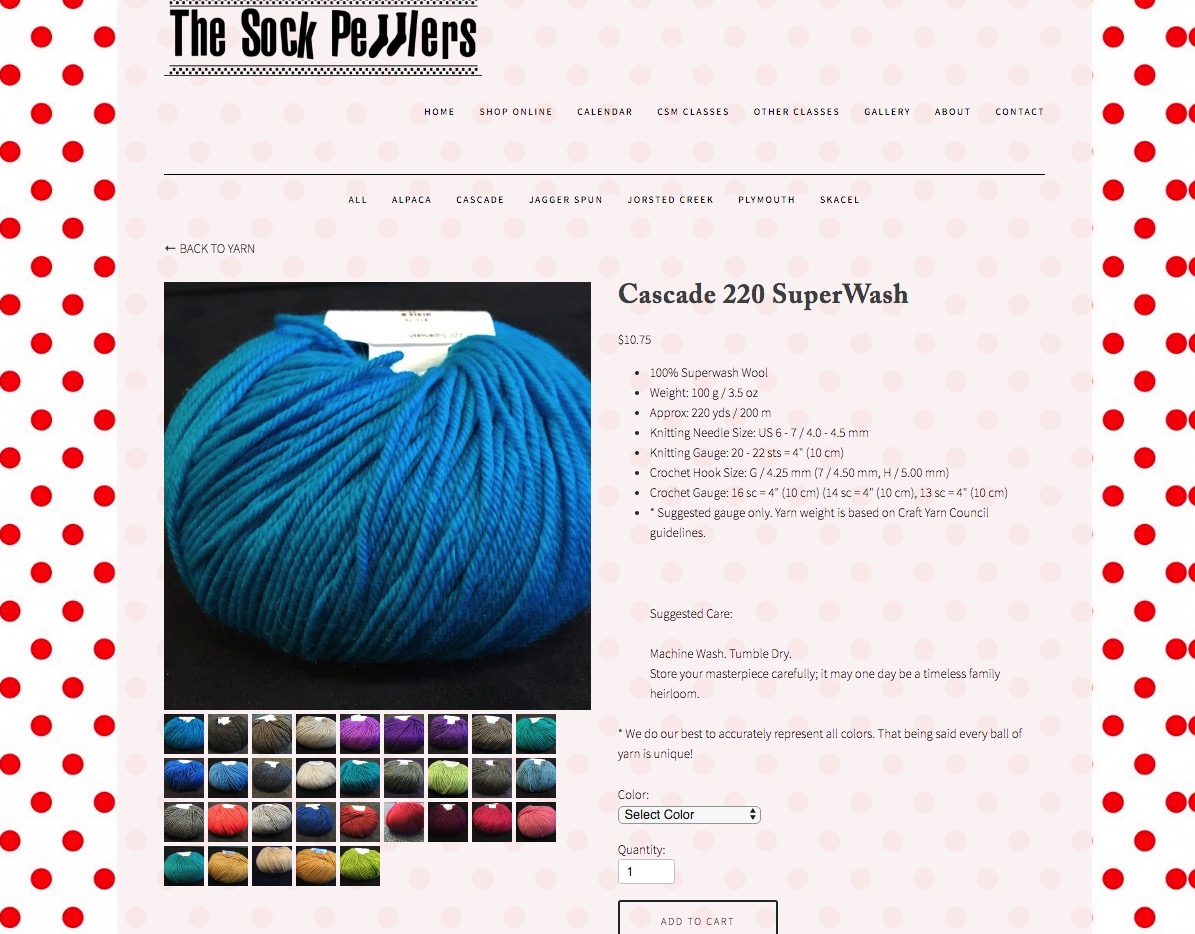 The Sock Peddlers
HOME SHOP ONLINE CALENDAR CSM CLASSES OTHER CLASSES GALLERY ABOUT CONTACT
ALL ALPACA CASCADE JAGGER SPUN JORSTED CREEK PLYMOUTH SKACEL
← BACK TO YARN
220 Superwash
Cascade 220 SuperWash
$10.75
• 100% Superwash Wool
• Weight: 100 g / 3.5 oz
• Approx: 220 yds / 200 m
• Knitting Needle Size: US 6 - 7 / 4.0 - 4.5 mm
• Knitting Gauge: 20 - 22 sts = 4" (10 cm)
• Crochet Hook Size: G / 4.25 mm (7 / 4.50 mm, H / 5.00 mm)
• Crochet Gauge: 16 sc = 4" (10 cm) (14 sc = 4" (10 cm), 13 sc = 4" (10 cm)
• * Suggested gauge only. Yarn weight is based on Craft Yarn Council
guidelines.
Suggested Care:
Machine Wash. Tumble Dry.
Store your masterpiece carefully; it may one day be a timeless family
heirloom.
* We do our best to accurately represent all colors. That being said every ball of
yarn is unique!
Color:
Select Color
Quantity:
1
ADD TO CART